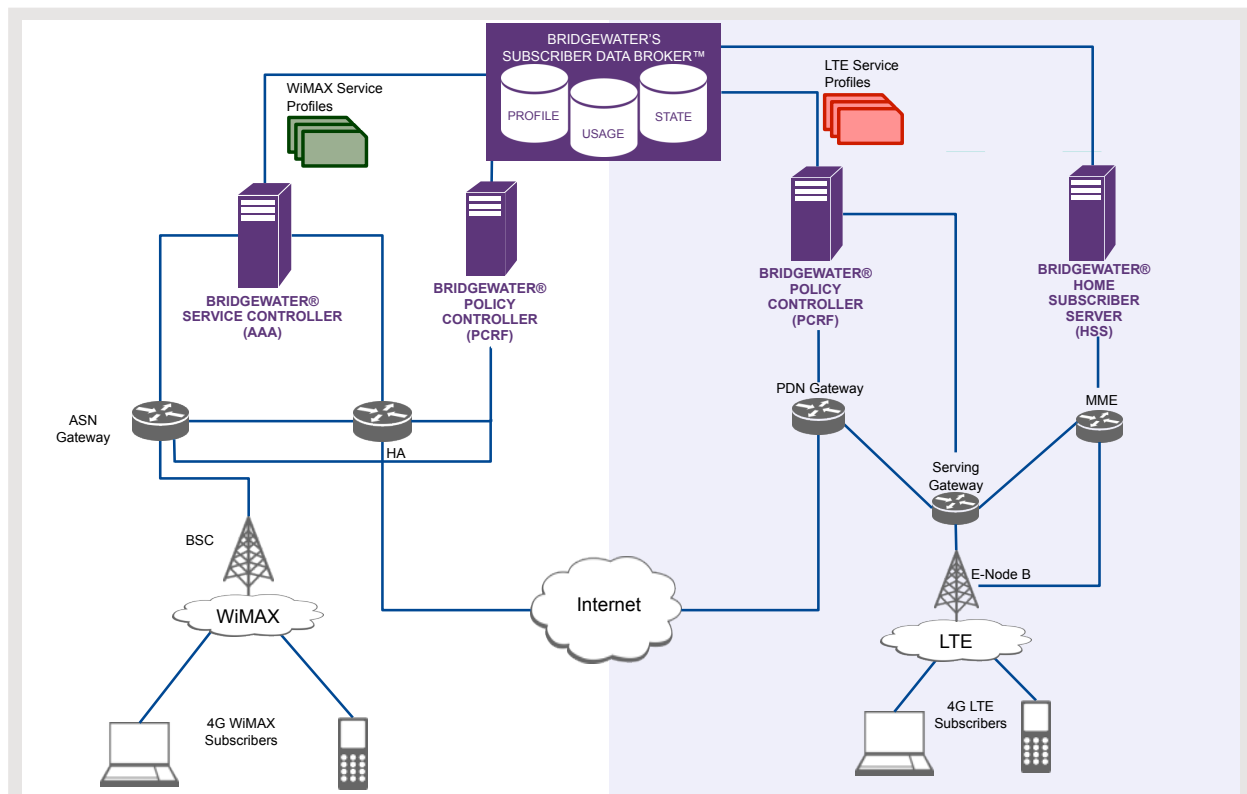 BRIDGEWATER'S
SUBSCRIBER DATA BROKER™
PROFILE
USAGE
STATE
WiMAX Service
Profiles
LTE Service
Profiles
BRIDGEWATER®
SERVICE CONTROLLER
(AAA)
BRIDGEWATER®
POLICY
CONTROLLER
(PCRF)
BRIDGEWATER®
POLICY
CONTROLLER
(PCRF)
BRIDGEWATER®
HOME
SUBSCRIBER
SERVER
(HSS)
ASN
Gateway
HA
PDN Gateway
MME
Serving
Gateway
BSC
E-Node B
WiMAX
Internet
LTE
4G WiMAX
Subscribers
4G LTE
Subscribers